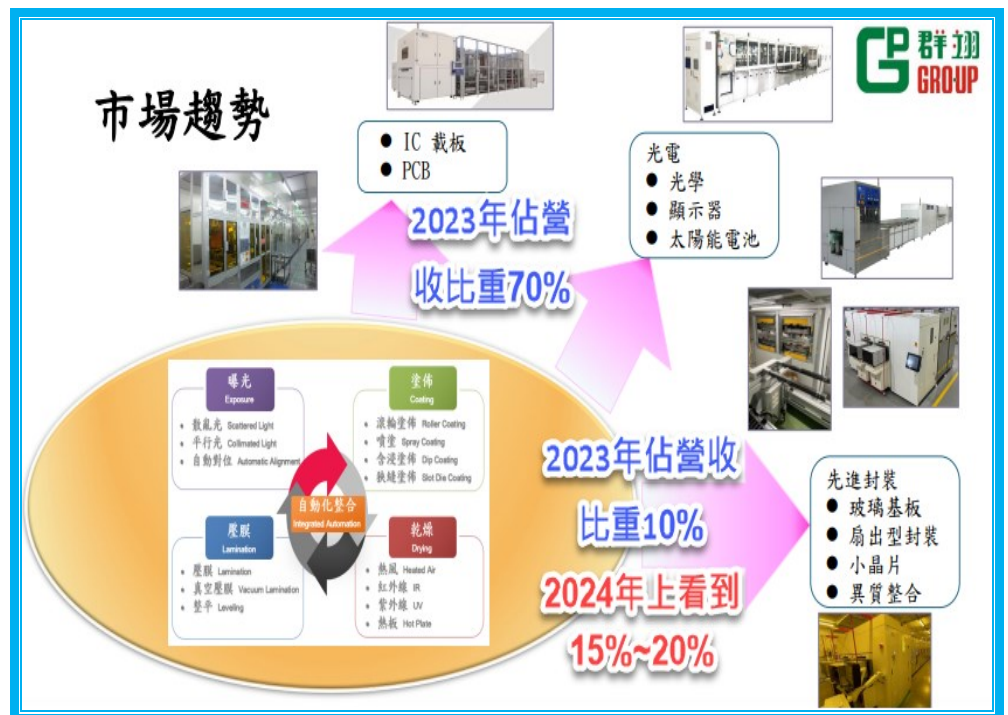 市場趨勢
GP 群翊
GROUP
● IC 載板
● PCB
光電
● 光學
● 顯示器
● 太陽能電池
2023年佔營
收比重70%
曝光
Exposure
• 散亂光 Scattered Light
• 平行光 Collimated Light
• 自動對位 Automatic Alignment
塗佈
Coating
• 滾輪塗佈 Roller Coating
• 噴塗 Spray Coating
• 含浸塗佈 Dip Coating
• 狹縫塗佈 Slot Die Coating
自動化整合
Integrated Automation
壓膜
Lamination
• 壓膜 Lamination
• 真空壓膜 Vacuum Lamination
• 整平 Leveling
乾燥
Drying
• 熱風 Heated Air
• 紅外線 IR
• 紫外線 UV
• 熱板 Hot Plate
2023年佔營收
比重10%
2024年上看到
15%~20%
先進封裝
● 玻璃基板
● 扇出型封裝
● 小晶片
● 異質整合